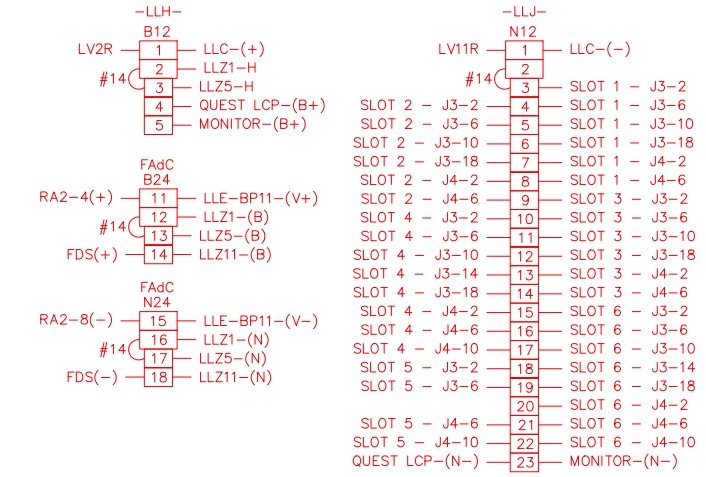 -LLH-
B12
LV2R 1 LLC-(+)
2 LLZ1-H
#14
3 LLZ5-H
4 QUEST LCP-(B+)
5 MONITOR-(B+)
FAdC
B24
RA2-4(+) 11 LLE-BP11-(V+)
12 LLZ1-(B)
#14
13 LLZ5-(B)
FDS(+) 14 LLZ11-(B)
FAdC
N24
RA2-8(-) 15 LLE-BP11-(V-)
16 LLZ1-(N)
#14
17 LLZ5-(N)
FDS(-) 18 LLZ11-(N)
-LLJ-
N12
LV11R 1 LLC-(-)
2
#14
3 SLOT 1 - J3-2
SLOT 2 - J3-2 4 SLOT 1 - J3-6
SLOT 2 - J3-6 5 SLOT 1 - J3-10
SLOT 2 - J3-10 6 SLOT 1 - J3-18
SLOT 2 - J3-18 7 SLOT 1 - J4-2
SLOT 2 - J4-2 8 SLOT 1 - J4-6
SLOT 2 - J4-6 9 SLOT 3 - J3-2
SLOT 4 - J3-2 10 SLOT 3 - J3-6
SLOT 4 - J3-6 11 SLOT 3 - J3-10
SLOT 4 - J3-10 12 SLOT 3 - J3-18
SLOT 4 - J3-14 13 SLOT 3 - J4-2
SLOT 4 - J3-18 14 SLOT 3 - J4-6
SLOT 4 - J4-2 15 SLOT 6 - J3-2
SLOT 4 - J4-6 16 SLOT 6 - J3-6
SLOT 4 - J4-10 17 SLOT 6 - J3-10
SLOT 5 - J3-2 18 SLOT 6 - J3-14
SLOT 5 - J3-6 19 SLOT 6 - J3-18
20 SLOT 6 - J4-2
SLOT 5 - J4-6 21 SLOT 6 - J4-6
SLOT 5 - J4-10 22 SLOT 6 - J4-10
QUEST LCP-(N-) 23 MONITOR-(N-)